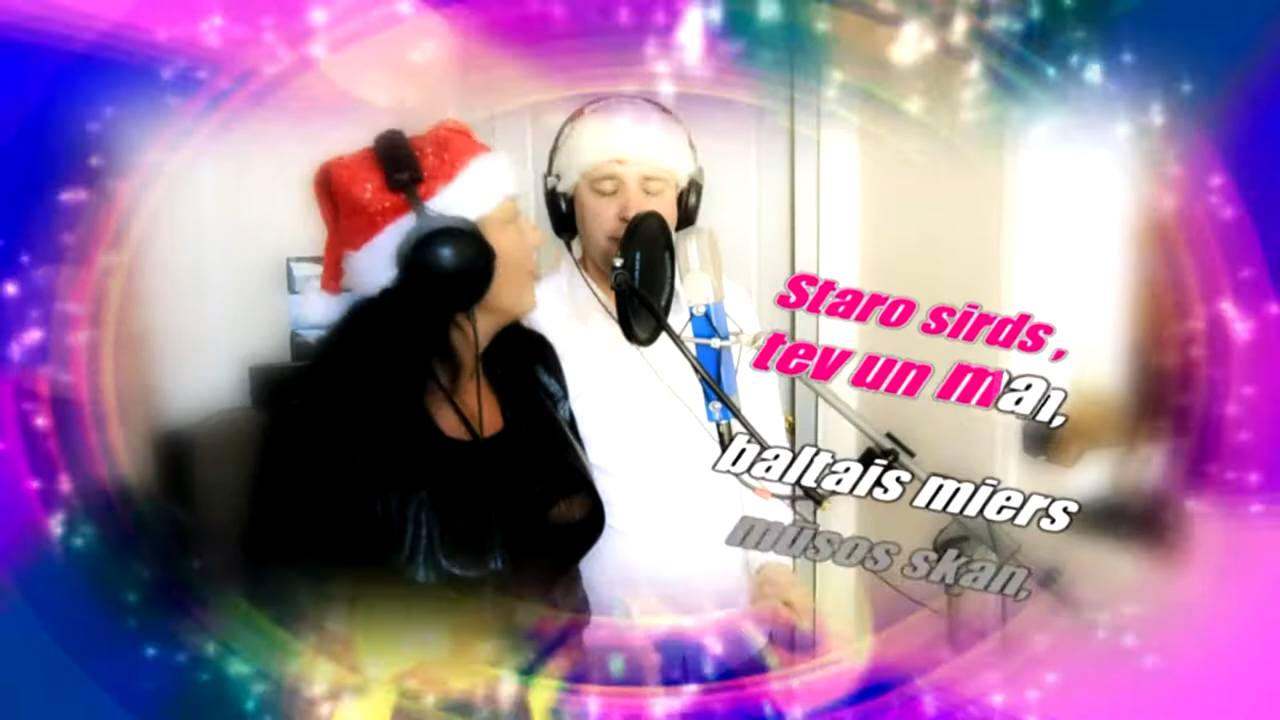 Staro sirds ,
tev un man,
baltais miers
mūsos skan,